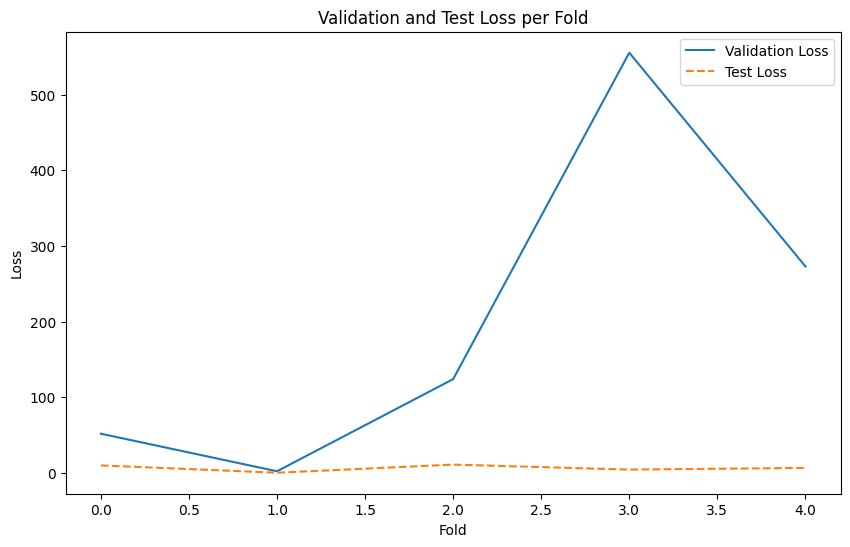 Validation and Test Loss per Fold
Validation Loss
Test Loss
Loss
500
400
300
200
100
0
0.0 0.5 1.0 1.5 2.0 2.5 3.0 3.5 4.0
Fold